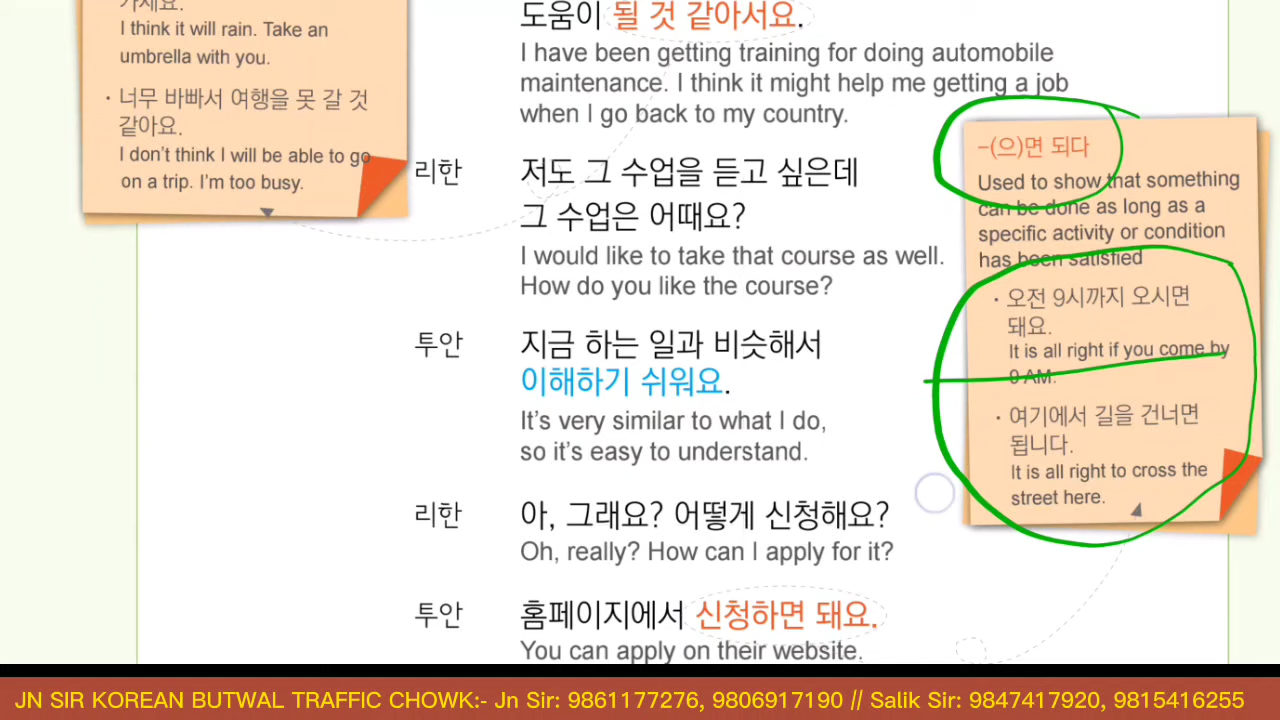 가세요.
I think it will rain. Take an
umbrella with you.
· 너무 바빠서 여행을 못 갈 것
같아요.
I don't think I will be able to go
on a trip. I'm too busy.
도움이 될 것 같아서요.
I have been getting training for doing automobile
maintenance. I think it might help me getting a job
when I go back to my country.
리한 저도 그 수업을 듣고 싶은데
그 수업은 어때요?
I would like to take that course as well.
How do you like the course?
투안 지금 하는 일과 비슷해서
이해하기 쉬워요.
It's very similar to what I do,
so it's easy to understand.
리한 아, 그래요? 어떻게 신청해요?
Oh, really? How can I apply for it?
투안 홈페이지에서 신청하면 돼요.
You can apply on their website.
-(으)면 되다
Used to show that something
can be done as long as a
specific activity or condition
has been satisfied
· 오전 9시까지 오시면
돼요.
It is all right if you come by
9 AM.
· 여기에서 길을 건너면
됩니다.
It is all right to cross the
street here.
JN SIR KOREAN BUTWAL TRAFFIC CHOWK:- Jn Sir: 9861177276, 9806917190 // Salik Sir: 9847417920, 9815416255